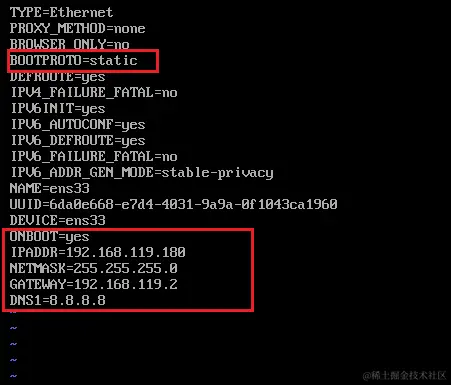 TYPE=Ethernet
PROXY_METHOD=none
BROWSER_ONLY=no
BOOTPROTO=static
DEFROUTE=yes
IPV4_FAILURE_FATAL=no
IPV6INIT=yes
IPV6_AUTOCONF=yes
IPV6_DEFROUTE=yes
IPV6_FAILURE_FATAL=no
IPV6_ADDR_GEN_MODE=stable-privacy
NAME=ens33
UUID=6da0e668-e7d4-4031-9a9a-0f1043ca1960
DEVICE=ens33
ONBOOT=yes
IPADDR=192.168.119.180
NETMASK=255.255.255.0
GATEWAY=192.168.119.2
DNS1=8.8.8.8
~
~
~
~
~
@稀土掘金技术社区